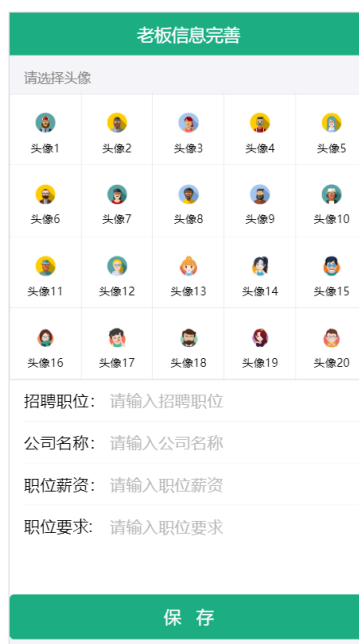 老板信息完善
请选择头像
头像1 头像2 头像3 头像4 头像5
头像6 头像7 头像8 头像9 头像10
头像11 头像12 头像13 头像14 头像15
头像16 头像17 头像18 头像19 头像20
招聘职位： 请输入招聘职位
公司名称： 请输入公司名称
职位薪资： 请输入职位薪资
职位要求: 请输入职位要求
保 存